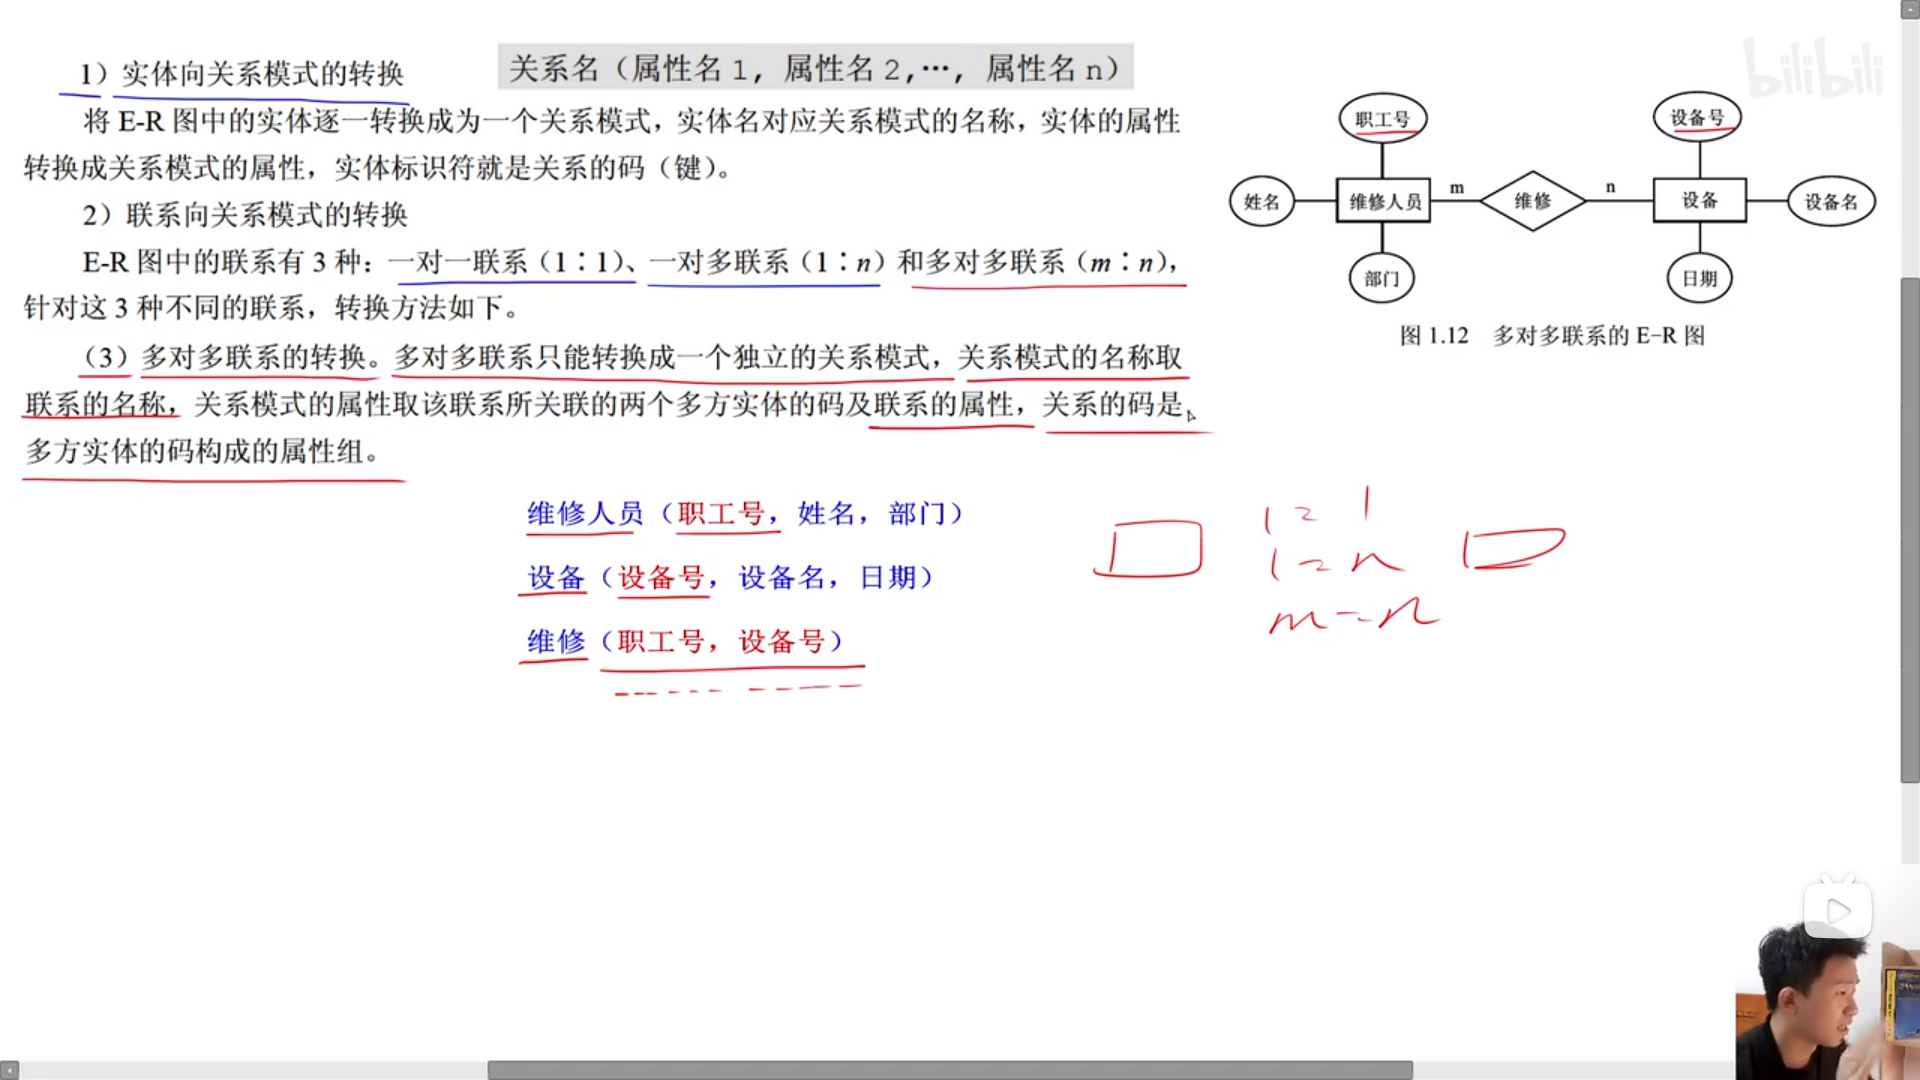 1）实体向关系模式的转换
关系名（属性名1，属性名2,…，属性名n）
将 E-R 图中的实体逐一转换成为一个关系模式，实体名对应关系模式的名称，实体的属性
转换成关系模式的属性，实体标识符就是关系的码（键）。
2）联系向关系模式的转换
E-R 图中的联系有 3 种：一对一联系（1∶1）、一对多联系（1∶n）和多对多联系（m∶n），
针对这 3 种不同的联系，转换方法如下。
（3）多对多联系的转换。多对多联系只能转换成一个独立的关系模式，关系模式的名称取
联系的名称，关系模式的属性取该联系所关联的两个多方实体的码及联系的属性，关系的码是
多方实体的码构成的属性组。
维修人员（职工号，姓名，部门）
设备（设备号，设备名，日期）
维修（职工号，设备号）
bilibili
职工号
设备号
姓名
维修人员
m
维修
n
设备
设备名
部门
日期
图 1.12 多对多联系的 E-R 图
1 : 1
1 : n
m : n